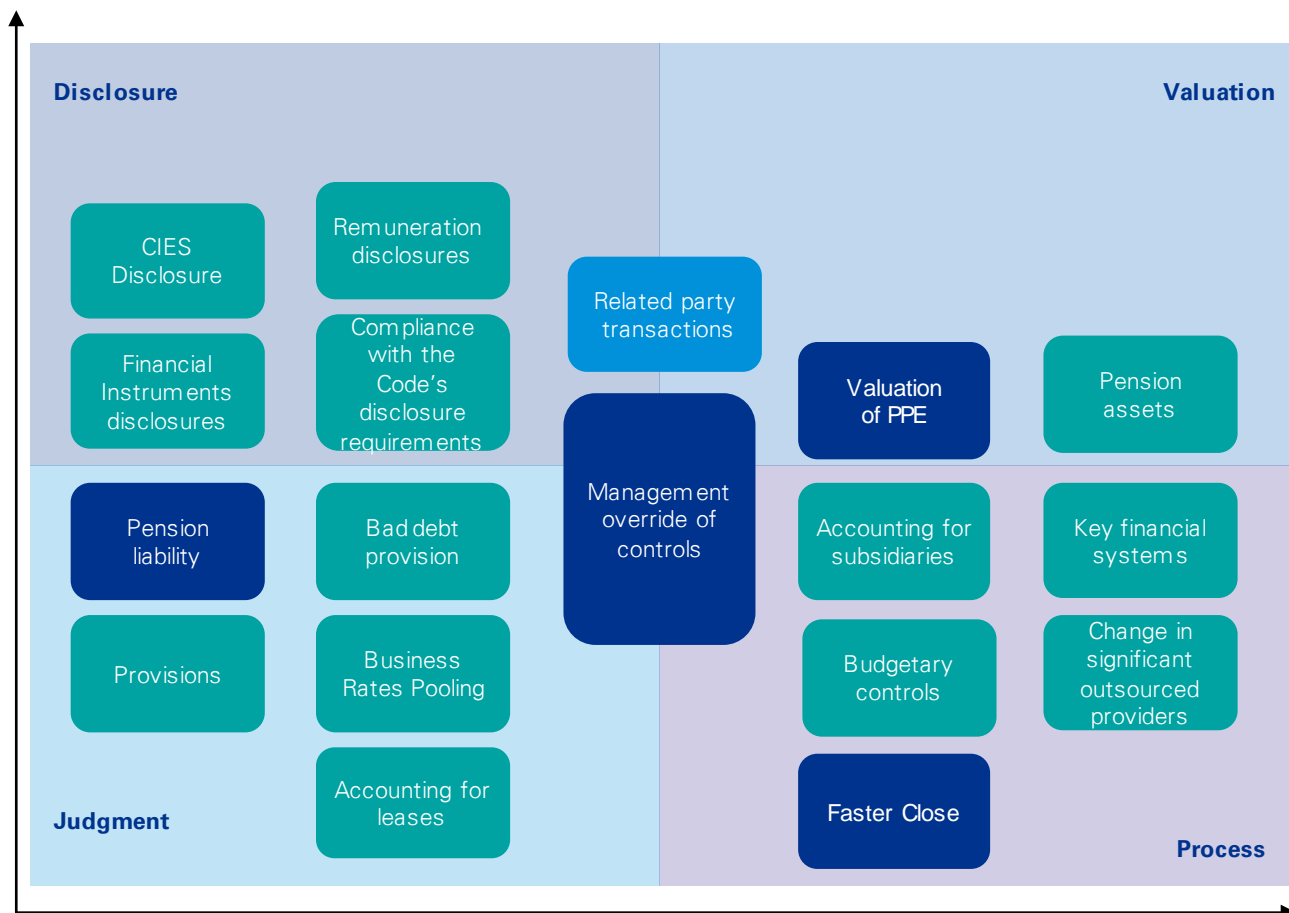 Disclosure
Valuation
CIES
Disclosure
Remuneration
disclosures
Financial
Instruments
disclosures
Compliance
with the
Code's
disclosure
requirements
Related party
transactions
Valuation
of PPE
Pension
assets
Management
override of
controls
Pension
liability
Bad debt
provision
Provisions
Business
Rates Pooling
Accounting for
leases
Judgment
Accounting for
subsidiaries
Key financial
systems
Budgetary
controls
Change in
significant
outsourced
providers
Faster Close
Process